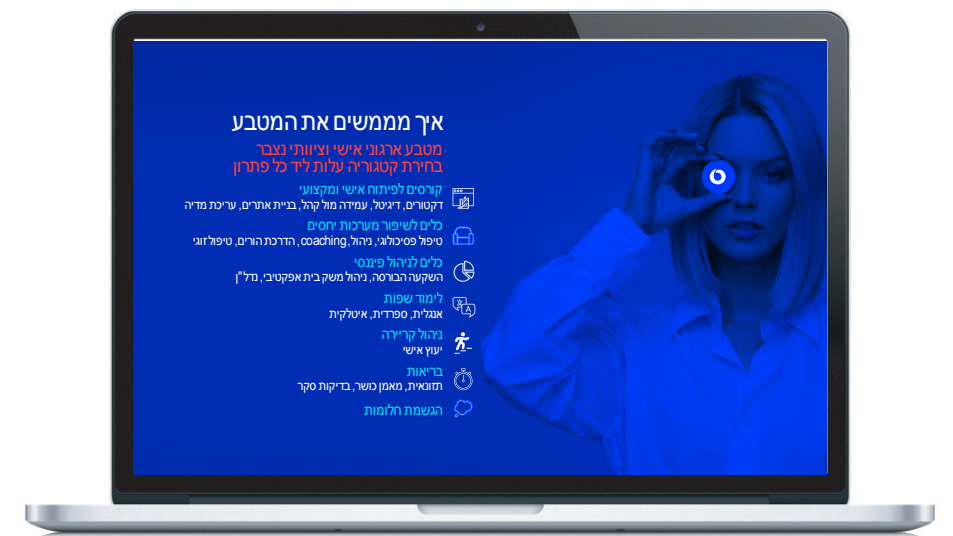 איך מממשים את המטבע
מטבע ארגוני אישי וציוותי נצבר
בחירת קטגוריה עלות ליד כל פתרון
קורסים לפיתוח אישי ומקצועי
דקטורים, דיגיטל, עמידה מול קהל, בניית אתרים, עריכת מדיה
כלים לשיפור מערכות יחסים
טיפול פסיכולוגי, ניהול, coaching, הדרכת הורים, טיפול זוגי
כלים לניהול פיננסי
השקעה הבורסה, ניהול משק בית אפקטיבי, נדל"ן
לימוד שפות
אנגלית, ספרדית, איטלקית
ניהול קריירה
יעוץ אישי
בריאות
תזונאית, מאמן כושר, בדיקות סקר
הגשמת חלומות